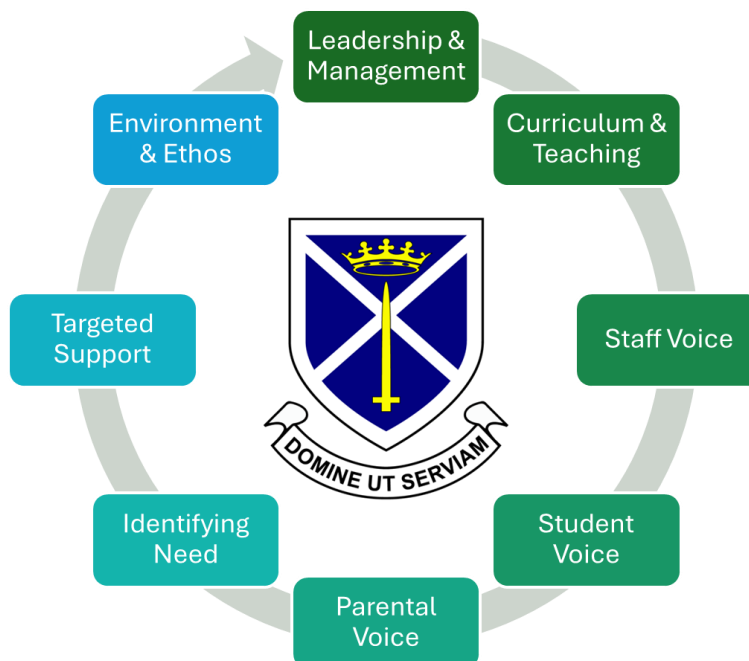 Leadership &
Management
Curriculum &
Teaching
Staff Voice
Student
Voice
Parental
Voice
Identifying
Need
Targeted
Support
Environment
& Ethos
DOMINE UT SERVIAM